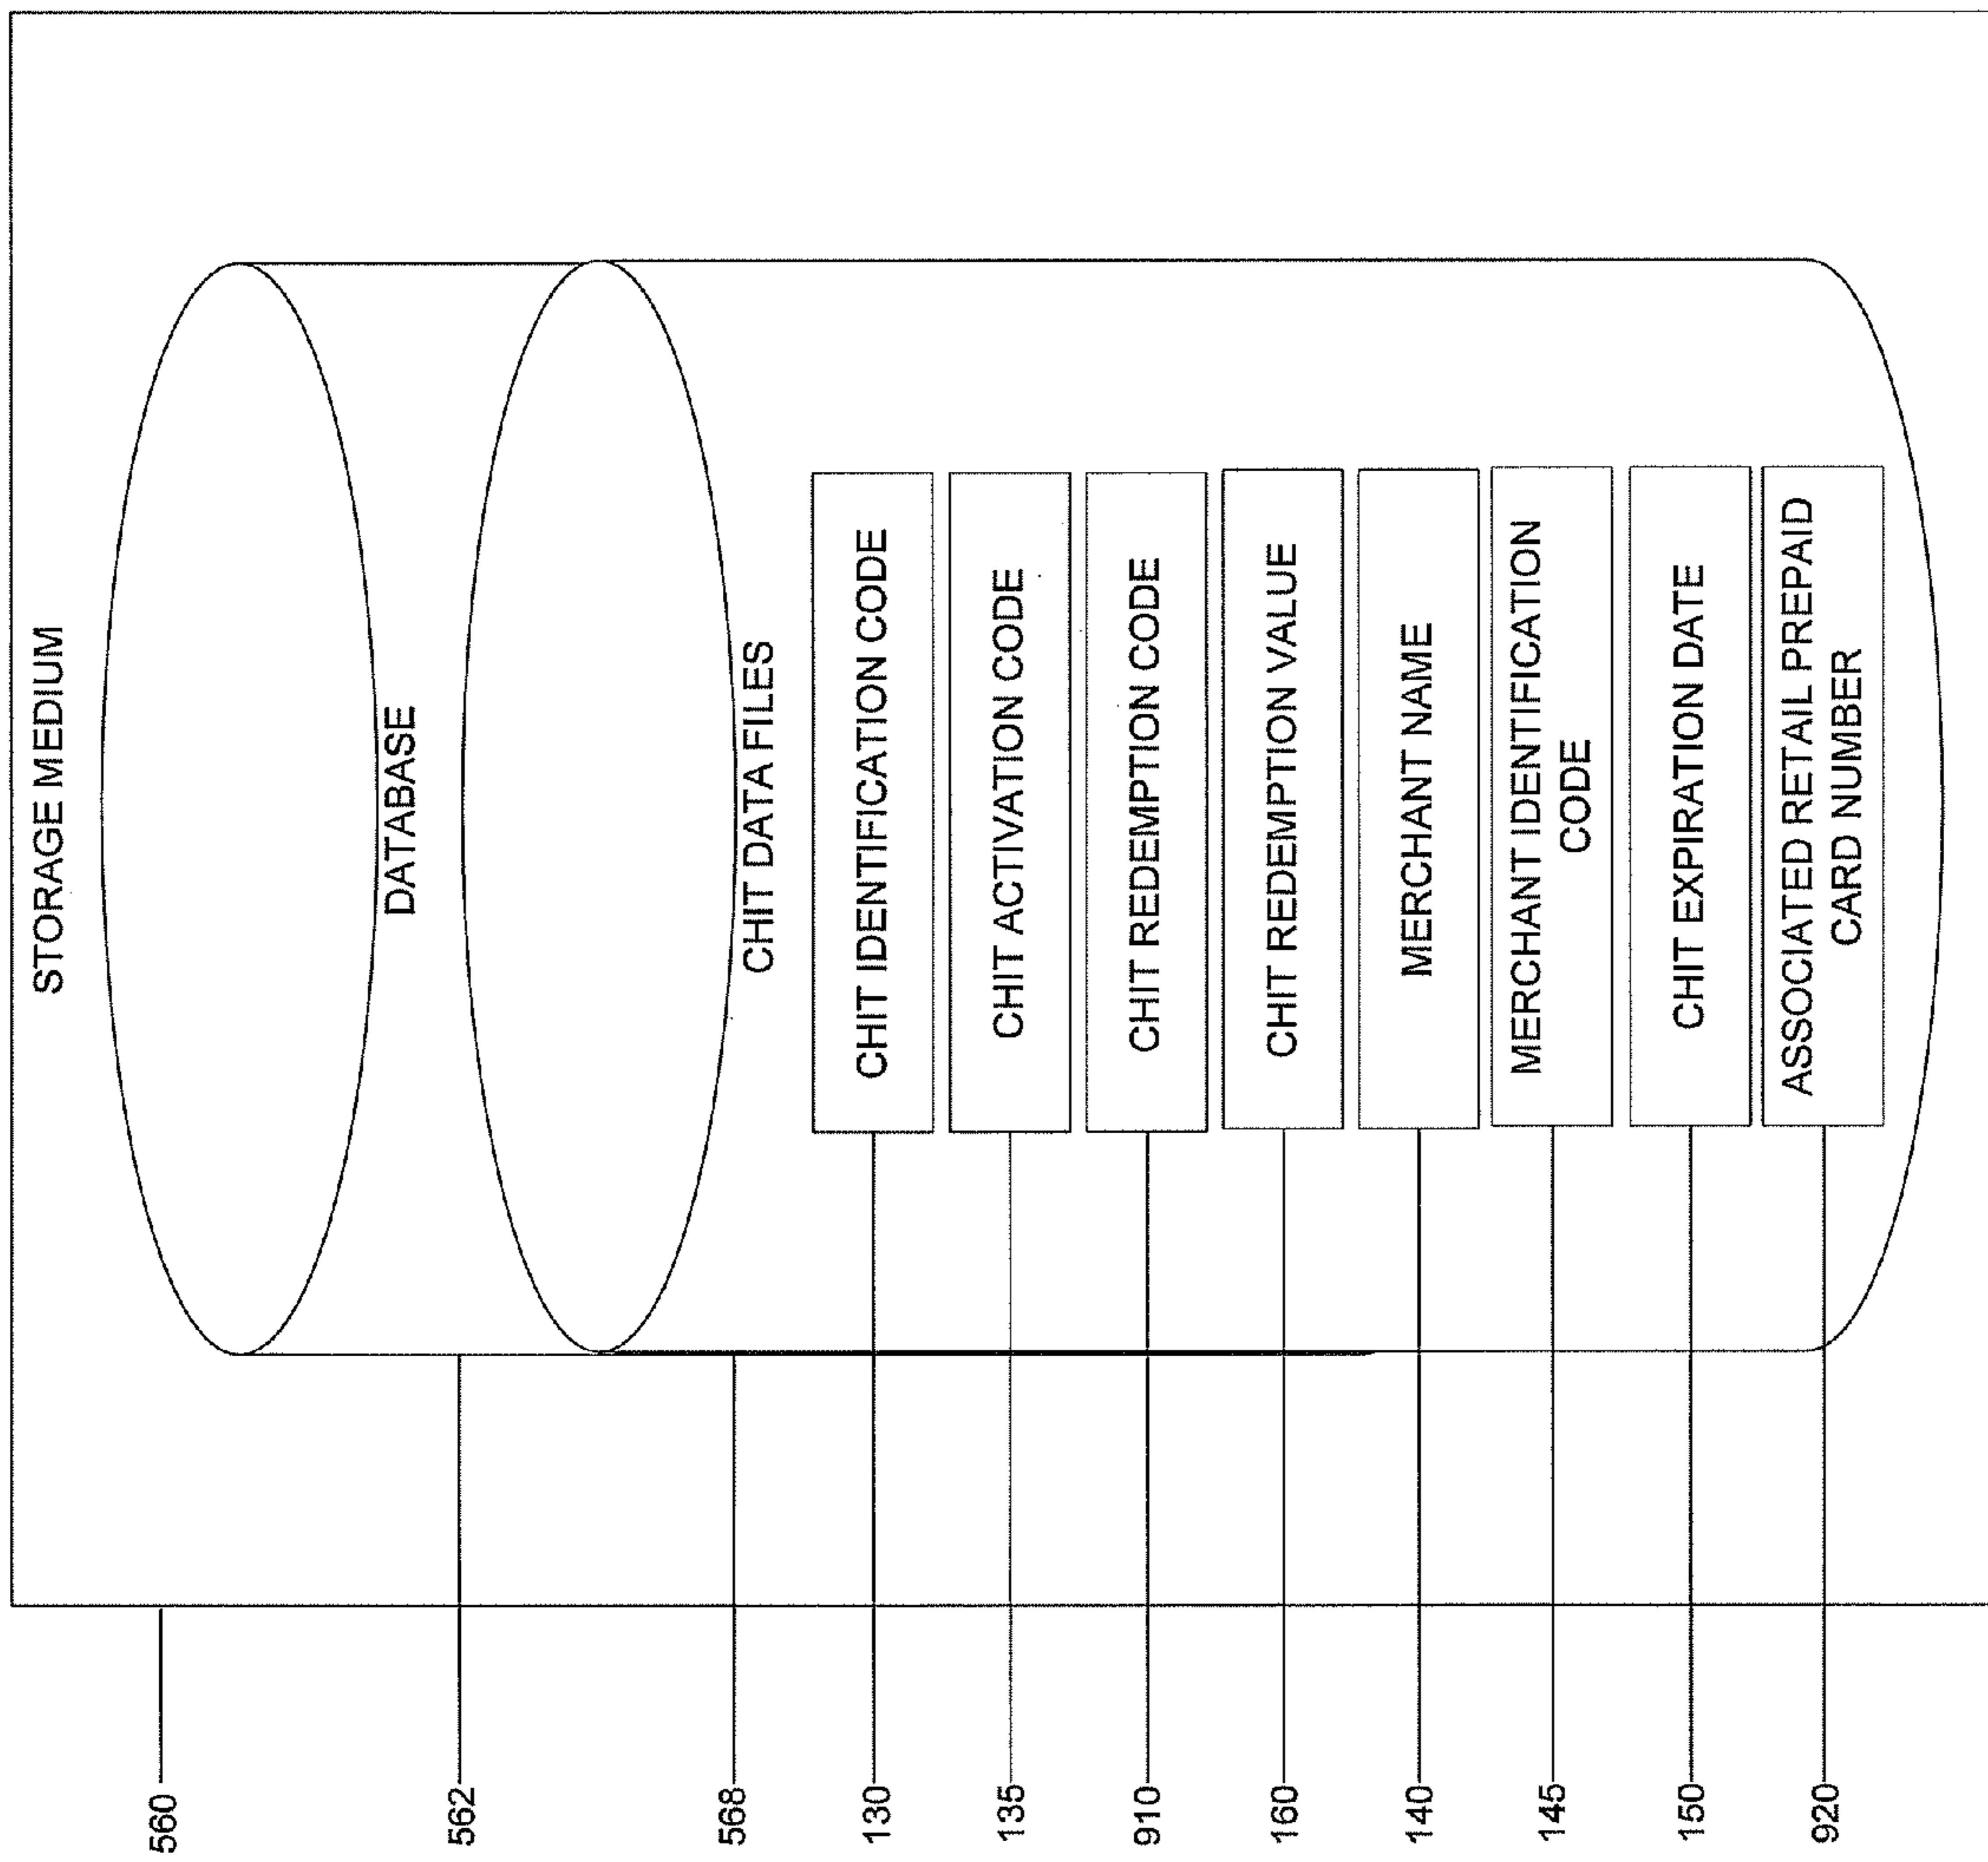 STORAGE MEDIUM
560
DATABASE
562
CHIT DATA FILES
568
CHIT IDENTIFICATION CODE
130
CHIT ACTIVATION CODE
135
CHIT REDEMPTION CODE
910
CHIT REDEMPTION VALUE
160
MERCHANT NAME
140
MERCHANT IDENTIFICATION
CODE
145
CHIT EXPIRATION DATE
150
ASSOCIATED RETAIL PREPAID
CARD NUMBER
920